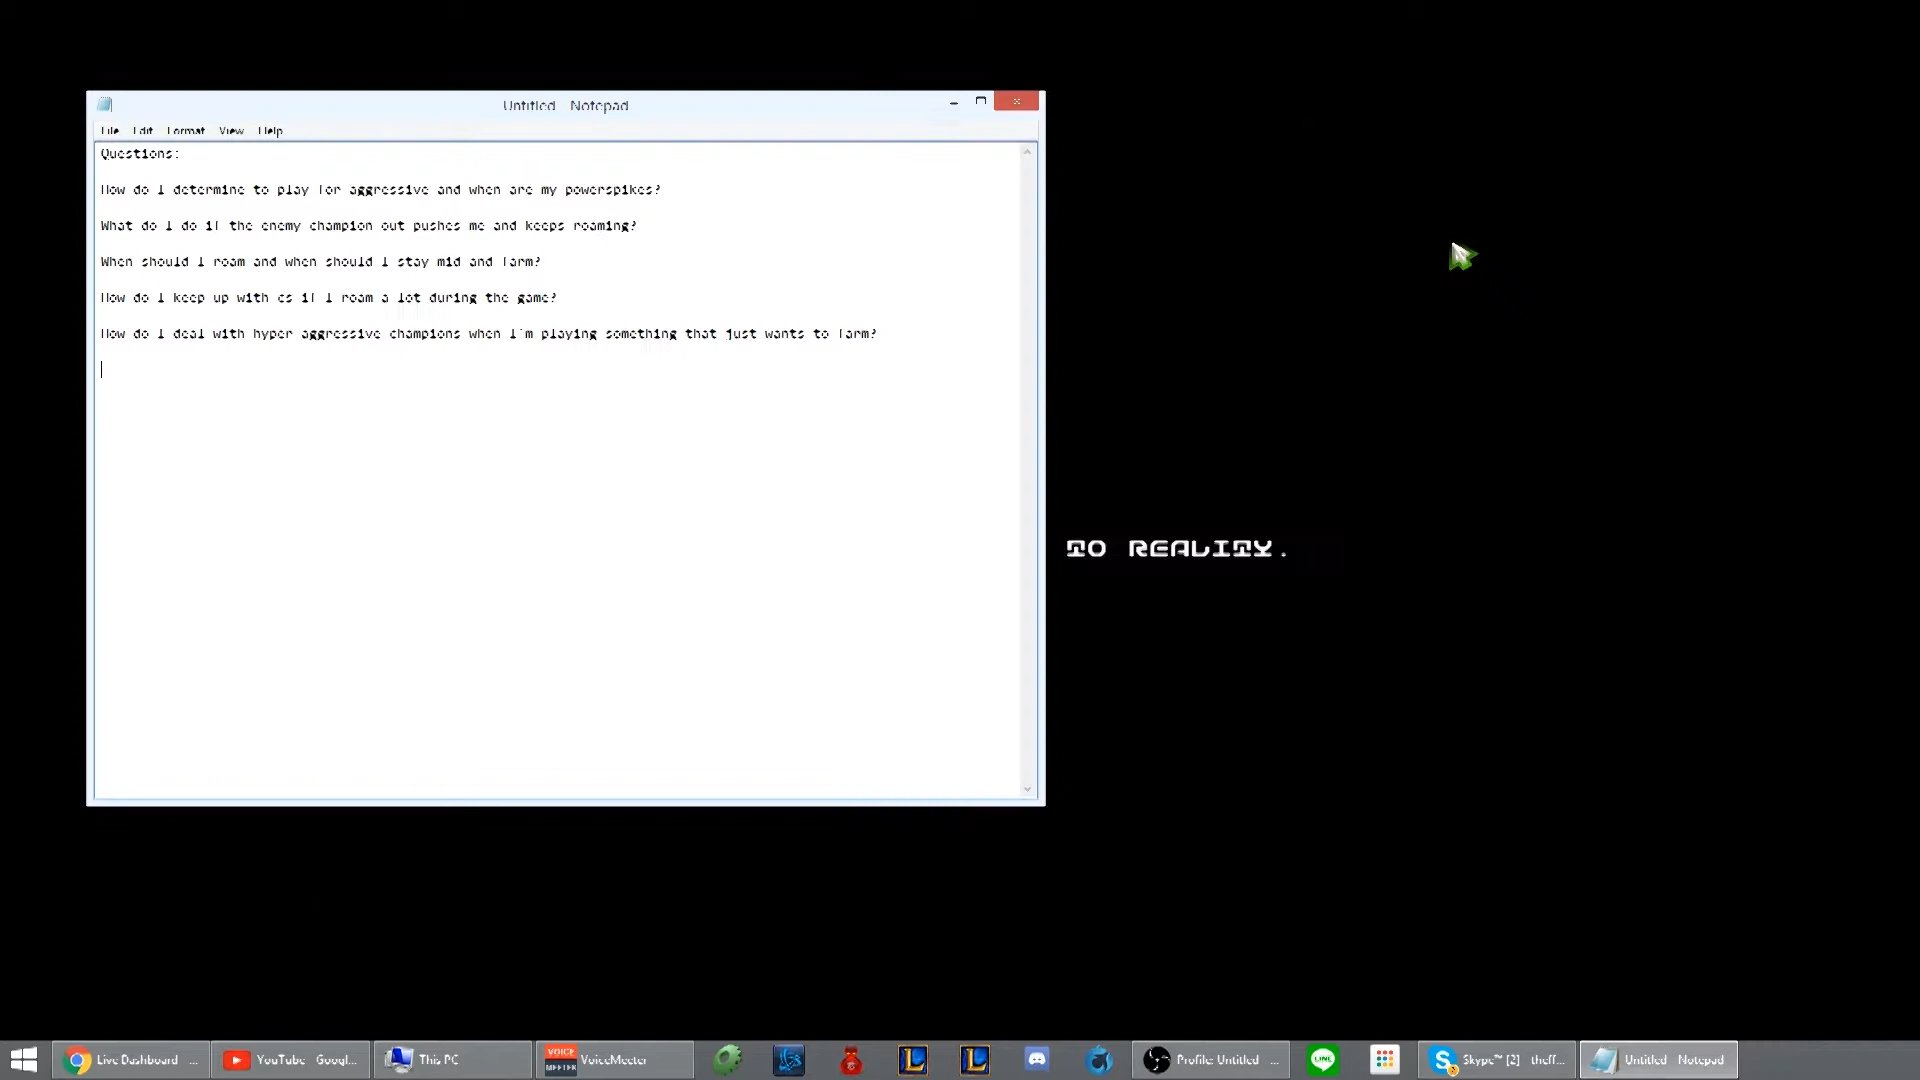 Untitled - Notepad
File Edit Format View Help
Questions:
How do I determine to play for aggressive and when are my powerspikes?
What do I do if the enemy champion out pushes me and keeps roaming?
When should I roam and when should I stay mid and farm?
How do I keep up with cs if I roam a lot during the game?
How do I deal with hyper aggressive champions when I'm playing something that just wants to farm?
TO REALITY.
Live Dashboard ...
YouTube - Googl...
This PC
VOICE MEETER
VoiceMeeter
Profile: Untitled ...
LINE
Skype™ [2] - theff...
Untitled - Notepad